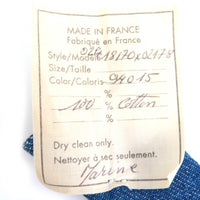 MADE IN FRANCE
Fabriqué en France
Style/Modèle
Size/Taille
Color/Coloris 94015
%
100 % Cotton
%
Dry clean only.
Nettoyer à sec seulement.
Marine